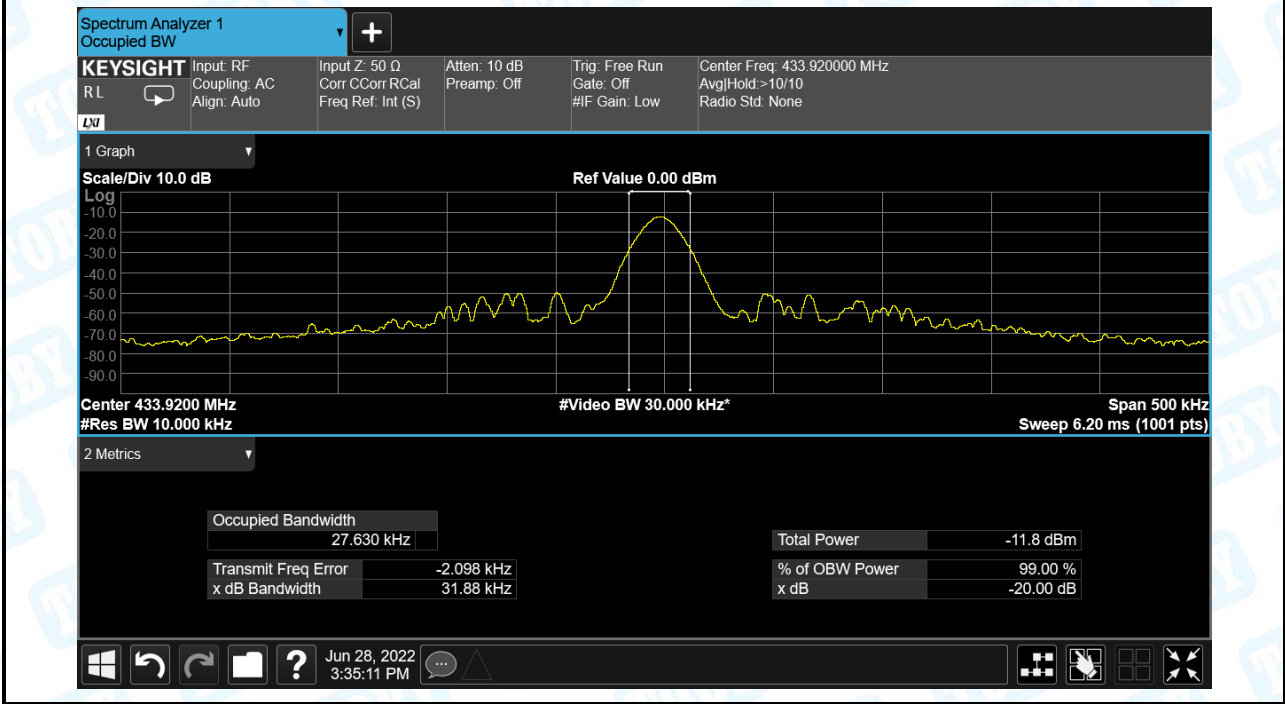 Spectrum Analyzer 1
Occupied BW
KEYSIGHT
R L
LXI
Input: RF
Coupling: AC
Align: Auto
Input Z: 50 Ω
Corr CCorr RCal
Freq Ref: Int (S)
Atten: 10 dB
Preamp: Off
Trig: Free Run
Gate: Off
#IF Gain: Low
Center Freq: 433.920000 MHz
Avg|Hold:>10/10
Radio Std: None
1 Graph
Scale/Div 10.0 dB
Ref Value 0.00 dBm
Log
-10.0
-20.0
-30.0
-40.0
-50.0
-60.0
-70.0
-80.0
-90.0
Center 433.9200 MHz
#Video BW 30.000 kHz*
Span 500 kHz
#Res BW 10.000 kHz
Sweep 6.20 ms (1001 pts)
2 Metrics
Occupied Bandwidth
27.630 kHz
Total Power -11.8 dBm
Transmit Freq Error -2.098 kHz
% of OBW Power 99.00 %
x dB Bandwidth 31.88 kHz
x dB -20.00 dB
?
Jun 28, 2022
3:35:11 PM
TOBY